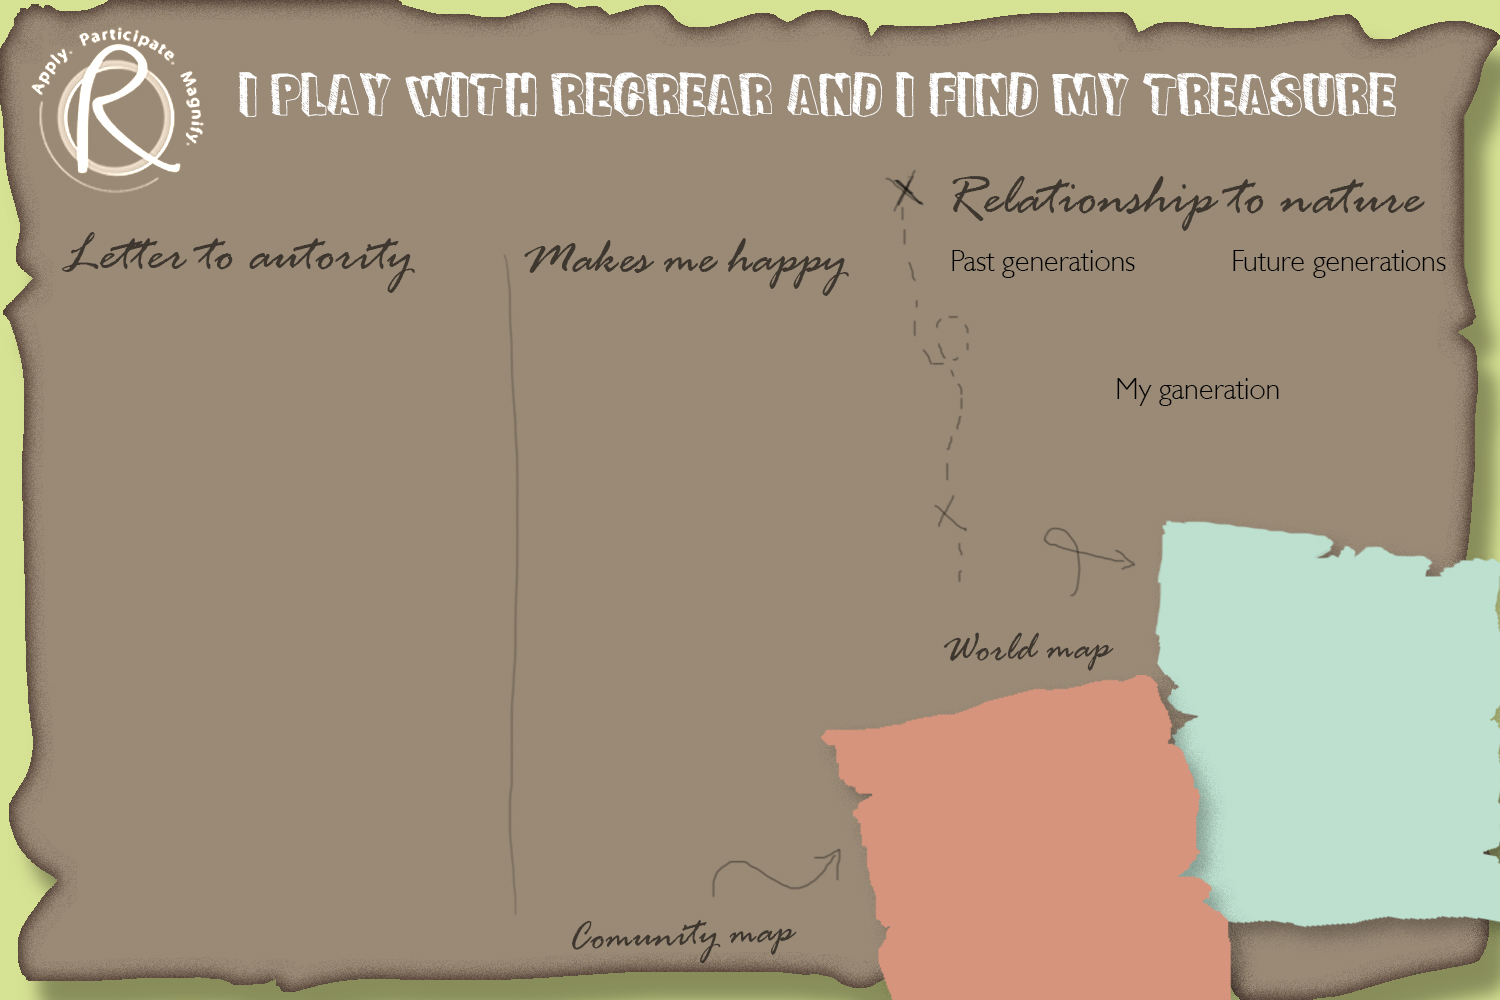 Apply. Participate. Magnify.
R
I PLAY WITH RECREAR AND I FIND MY TREASURE
Letter to autority
Makes me happy
Relationship to nature
Past generations
Future generations
My ganeration
World map
Comunity map